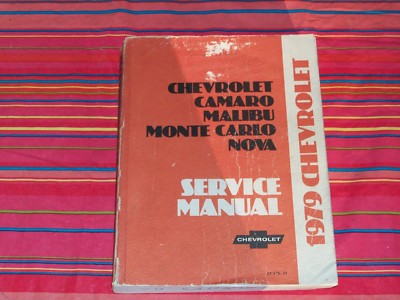 CHEVROLET
CAMARO
MALIBU
MONTE CARLO
NOVA
SERVICE
MANUAL
CHEVROLET
1979 CHEVROLET